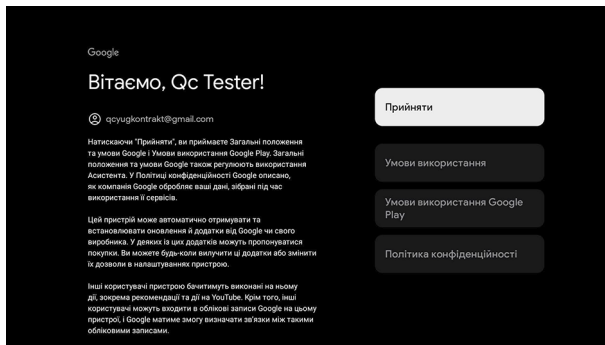 Google
Вітаємо, Qc Tester!
qcyugkontrakt@gmail.com
Натискаючи "Прийняти", ви приймаєте Загальні положення
та умови Google і Умови використання Google Play. Загальні
положення та умови Google також регулюють використання
Асистента. У Політиці конфіденційності Google описано,
як компанія Google обробляє ваші дані, зібрані під час
використання її сервісів.
Цей пристрій може автоматично отримувати та
встановлювати оновлення й додатки від Google чи свого
виробника. У деяких із цих додатків можуть пропонуватися
покупки. Ви можете будь-коли вилучити ці додатки або змінити
їх дозволи в налаштуваннях пристрою.
Інші користувачі пристрою бачитимуть виконані на ньому
дії, зокрема рекомендації та дії на YouTube. Крім того, інші
користувачі можуть входити в облікові записи Google на цьому
пристрої, і Google матиме змогу визначати зв'язки між такими
обліковими записами.
Прийняти
Умови використання
Умови використання Google
Play
Політика конфіденційності